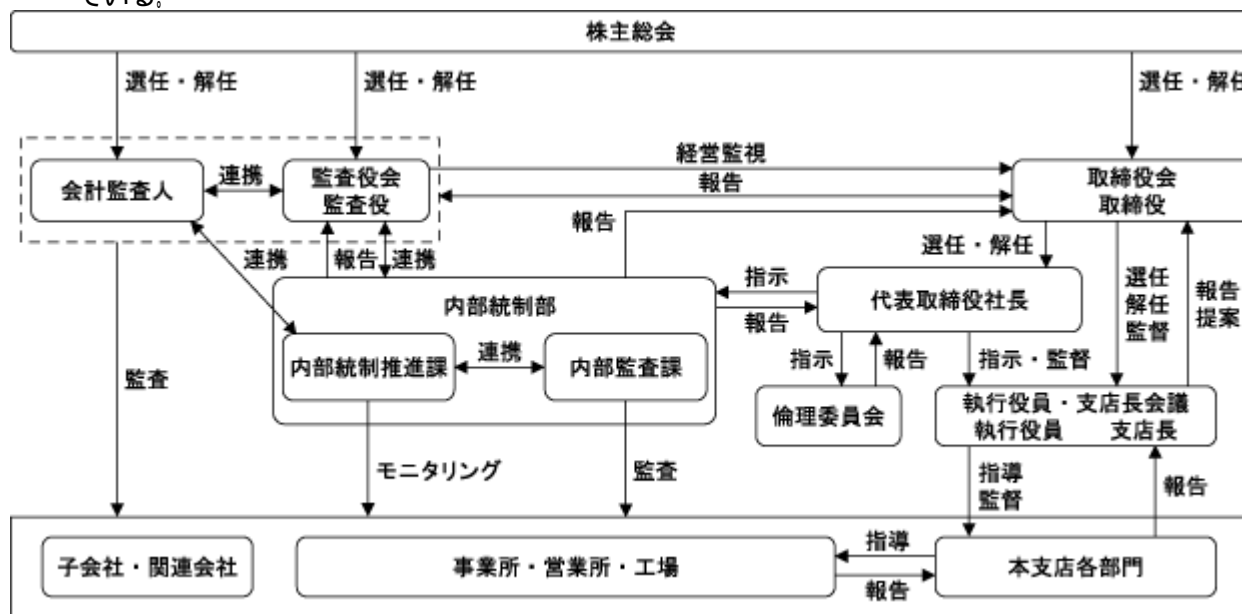 ている。
株主総会
選任・解任
選任・解任
選任・解任
会計監査人
連携
監査役会
監査役
経営監視
報告
取締役会
取締役
連携
報告
連携
報告
選任・解任
内部統制部
指示
報告
代表取締役社長
選任
解任
監督
報告
提案
内部統制推進課
連携
内部監査課
指示
報告
指示・監督
監査
倫理委員会
執行役員・支店長会議
執行役員 支店長
モニタリング
監査
指導
監督
報告
子会社・関連会社
事業所・営業所・工場
指導
報告
本支店各部門